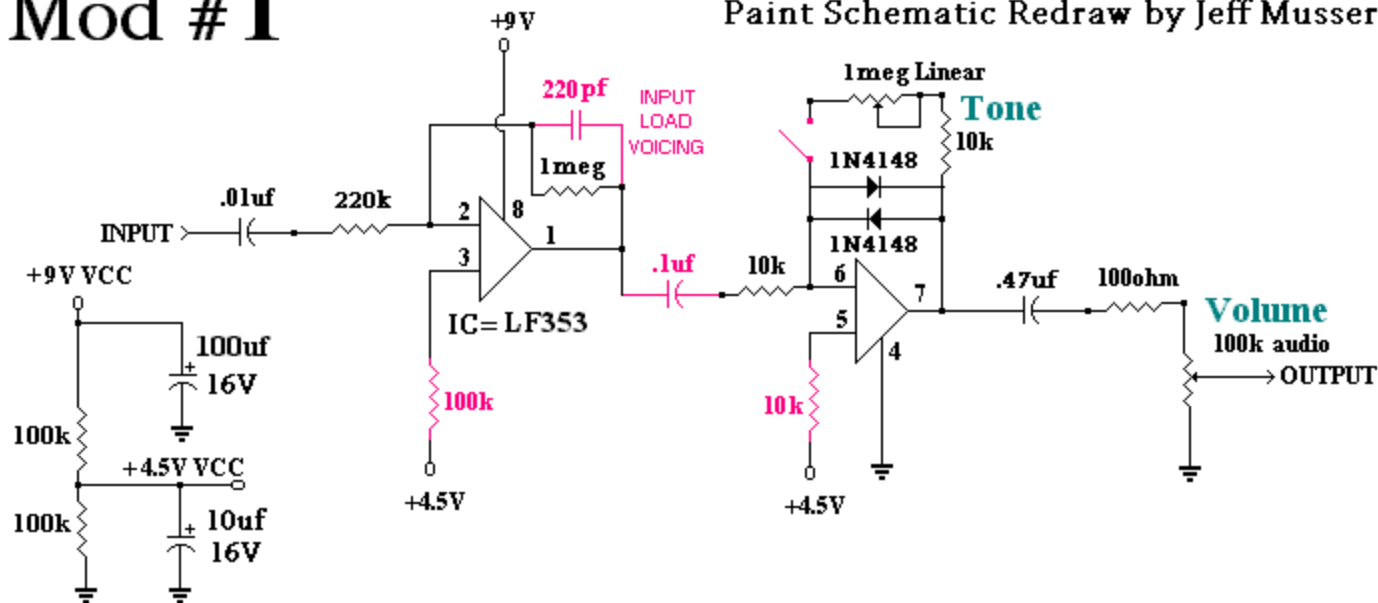 Mod #1
Paint Schematic Redraw by Jeff Musser
+9V
220pf
INPUT
LOAD
VOICING
1meg
1meg Linear
Tone
10k
1N4148
1N4148
.01uf
220k
INPUT
2
8
3
1
IC= LF353
.1uf
10k
6
7
5
4
.47uf
100ohm
Volume
100k audio
OUTPUT
+9V VCC
100uf
16V
100k
+4.5V VCC
100k
10uf
16V
100k
+4.5V
10k
+4.5V